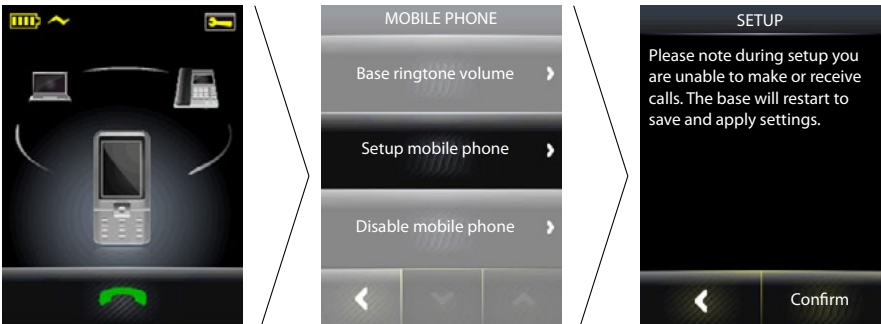 MOBILE PHONE
Base ringtone volume
Setup mobile phone
Disable mobile phone
SETUP
Please note during setup you
are unable to make or receive
calls. The base will restart to
save and apply settings.
Confirm